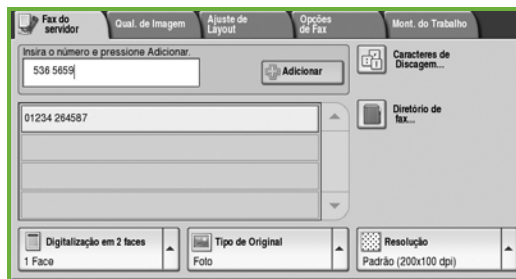 Fax do
servidor
Qual. de Imagem
Ajuste de
Layout
Opções
de Fax
Mont. do Trabalho
Insira o número e pressione Adicionar.
536 5659
Adicionar
Caracteres de
Discagem...
01234 264587
Diretório de
fax...
Digitalização em 2 faces
1 Face
Tipo de Original
Foto
Resolução
Padrão (200x100 dpi)